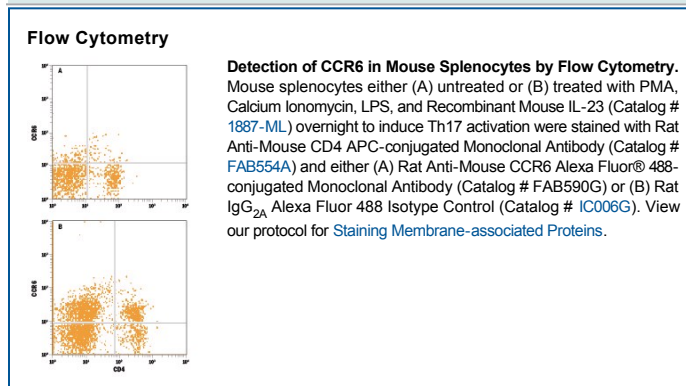 Flow Cytometry
A
CCR6
Detection of CCR6 in Mouse Splenocytes by Flow Cytometry.
Mouse splenocytes either (A) untreated or (B) treated with PMA,
Calcium Ionomycin, LPS, and Recombinant Mouse IL-23 (Catalog #
1887-ML) overnight to induce Th17 activation were stained with Rat
Anti-Mouse CD4 APC-conjugated Monoclonal Antibody (Catalog #
FAB554A) and either (A) Rat Anti-Mouse CCR6 Alexa Fluor® 488-
conjugated Monoclonal Antibody (Catalog # FAB590G) or (B) Rat
IgG2A Alexa Fluor 488 Isotype Control (Catalog # IC006G). View
our protocol for Staining Membrane-associated Proteins.
B
CCR6
CD4